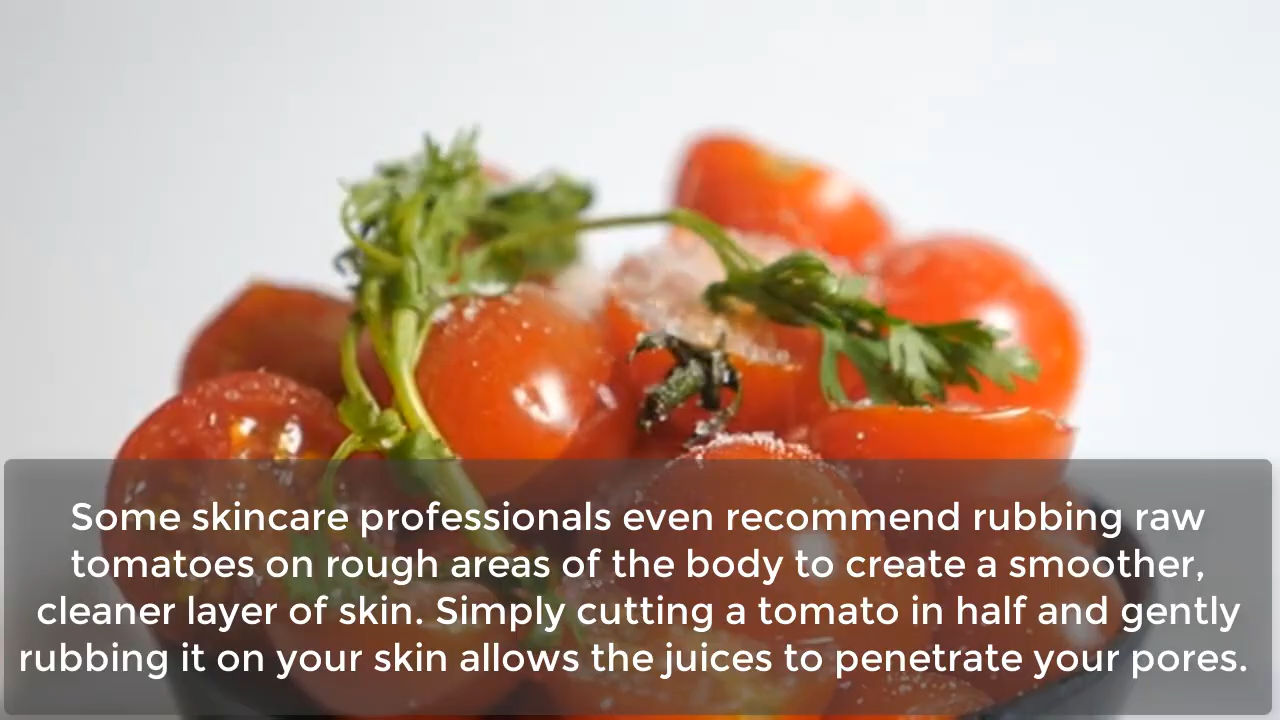 Some skincare professionals even recommend rubbing raw
tomatoes on rough areas of the body to create a smoother,
cleaner layer of skin. Simply cutting a tomato in half and gently
rubbing it on your skin allows the juices to penetrate your pores.